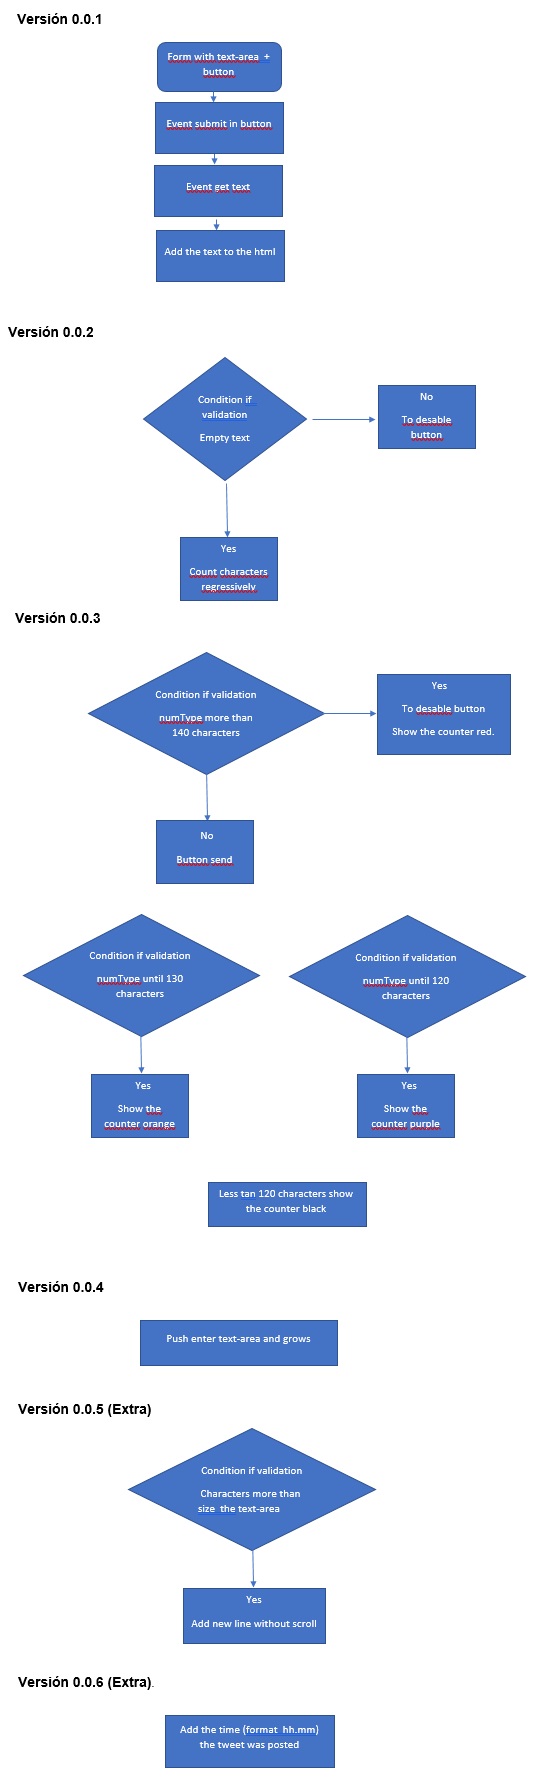 Versión 0.0.1
Form with text-area +
button
Event submit in button
Event get text
Add the text to the html
Versión 0.0.2
Condition if
validation
Empty text
No
To desable
button
Yes
Count characters
regressively
Versión 0.0.3
Condition if validation
numType more than
140 characters
Yes
To desable button
Show the counter red.
No
Button send
Condition if validation
numType until 130
characters
Condition if validation
numType until 120
characters
Yes
Show the
counter orange
Yes
Show the
counter purple
Less tan 120 characters show
the counter black
Versión 0.0.4
Push enter text-area and grows
Versión 0.0.5 (Extra)
Condition if validation
Characters more than
size the text-area
Yes
Add new line without scroll
Versión 0.0.6 (Extra).
Add the time (format hh.mm)
the tweet was posted